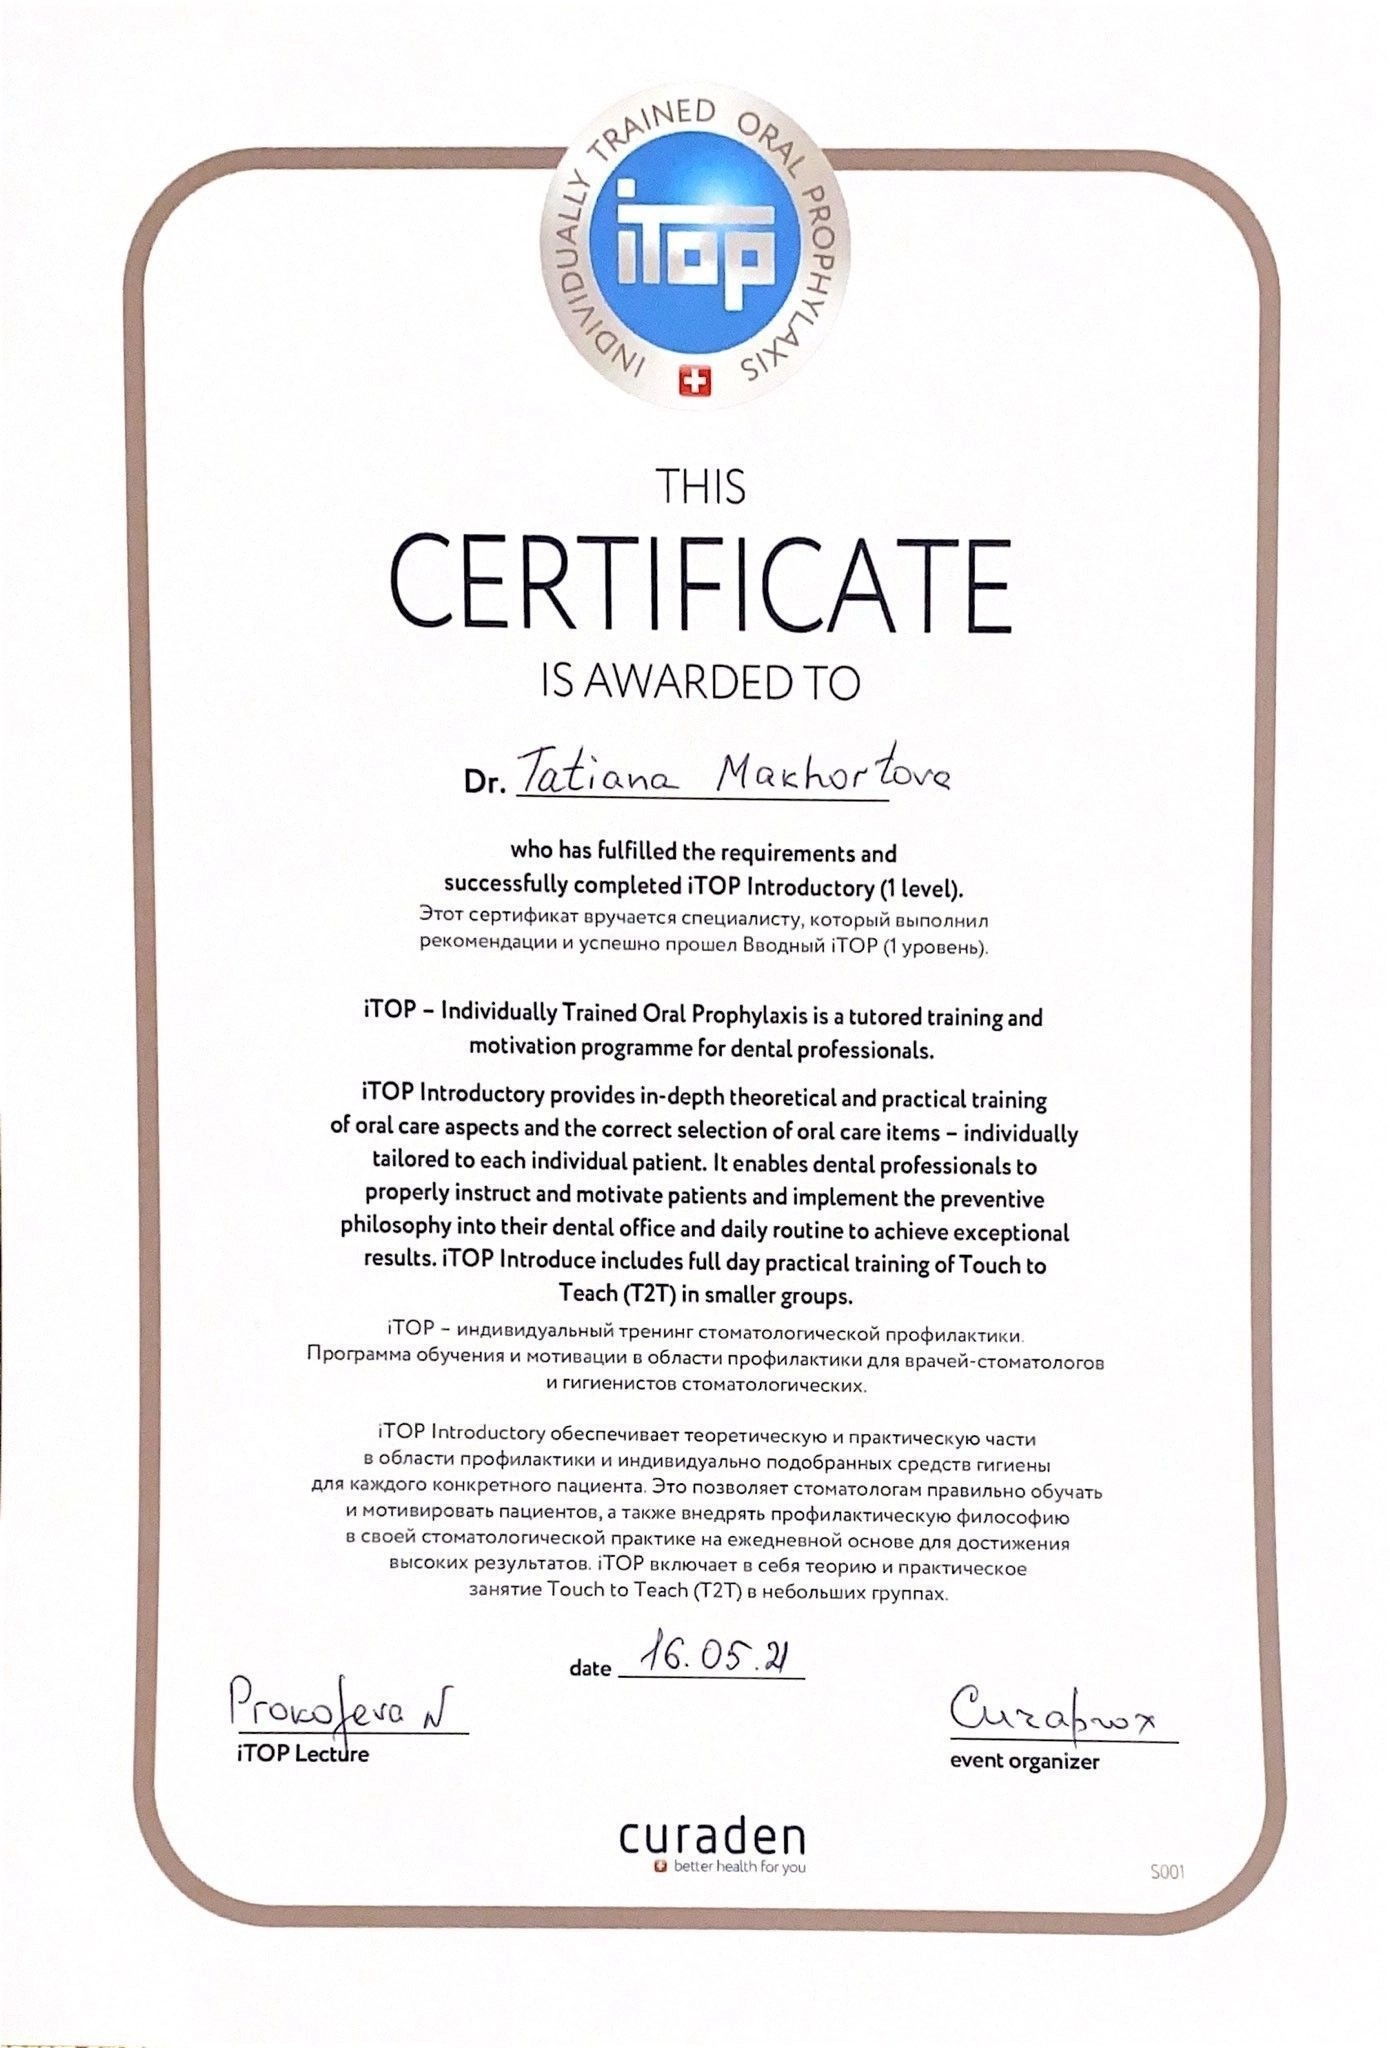 INDIVIDUALLY TRAINED ORAL PROPHYLAXIS
iTOP
THIS
CERTIFICATE
IS AWARDED TO
Dr. Tatiana Makhortova
who has fulfilled the requirements and
successfully completed iTOP Introductory (1 level).
Этот сертификат вручается специалисту, который выполнил
рекомендации и успешно прошел Вводный iTOP (1 уровень).
iTOP – Individually Trained Oral Prophylaxis is a tutored training and
motivation programme for dental professionals.
iTOP Introductory provides in-depth theoretical and practical training
of oral care aspects and the correct selection of oral care items – individually
tailored to each individual patient. It enables dental professionals to
properly instruct and motivate patients and implement the preventive
philosophy into their dental office and daily routine to achieve exceptional
results. iTOP Introduce includes full day practical training of Touch to
Teach (T2T) in smaller groups.
iTOP – индивидуальный тренинг стоматологической профилактики.
Программа обучения и мотивации в области профилактики для врачей-стоматологов
и гигиенистов стоматологических.
iTOP Introductory обеспечивает теоретическую и практическую части
в области профилактики и индивидуально подобранных средств гигиены
для каждого конкретного пациента. Это позволяет стоматологам правильно обучать
и мотивировать пациентов, а также внедрять профилактическую философию
в своей стоматологической практике на ежедневной основе для достижения
высоких результатов. iTOP включает в себя теорию и практическое
занятие Touch to Teach (T2T) в небольших группах.
date 16.05.21
Prokofeva N
iTOP Lecture
Curaprox
event organizer
curaden
better health for you
S001